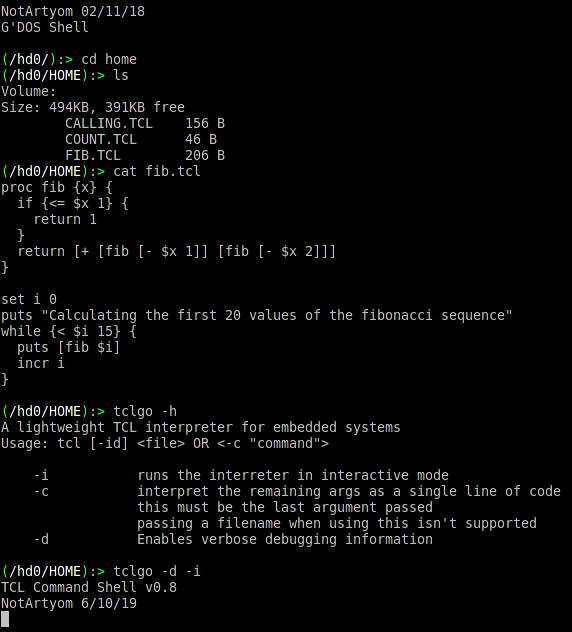 NotArtyom 02/11/18
G'DOS Shell
(/hd0/):> cd home
(/hd0/HOME):> ls
Volume:
Size: 494KB, 391KB free
        CALLING.TCL    156 B
        COUNT.TCL      46 B
        FIB.TCL        206 B
(/hd0/HOME):> cat fib.tcl
proc fib {x} {
  if {<= $x 1} {
    return 1
  }
  return [+ [fib [- $x 1]] [fib [- $x 2]]]
}
set i 0
puts "Calculating the first 20 values of the fibonacci sequence"
while {< $i 15} {
  puts [fib $i]
  incr i
}
(/hd0/HOME):> tclgo -h
A lightweight TCL interpreter for embedded systems
Usage: tcl [-id] <file> OR <-c "command">
    -i           runs the interreter in interactive mode
    -c           interpret the remaining args as a single line of code
                 this must be the last argument passed
                 passing a filename when using this isn't supported
    -d           Enables verbose debugging information
(/hd0/HOME):> tclgo -d -i
TCL Command Shell v0.8
NotArtyom 6/10/19